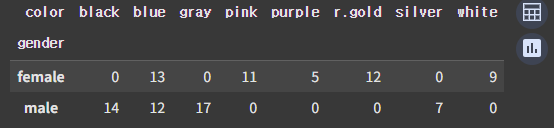 color black blue gray pink purple r.gold silver white
gender
female 0 13 0 11 5 12 0 9
male 14 12 17 0 0 0 7 0